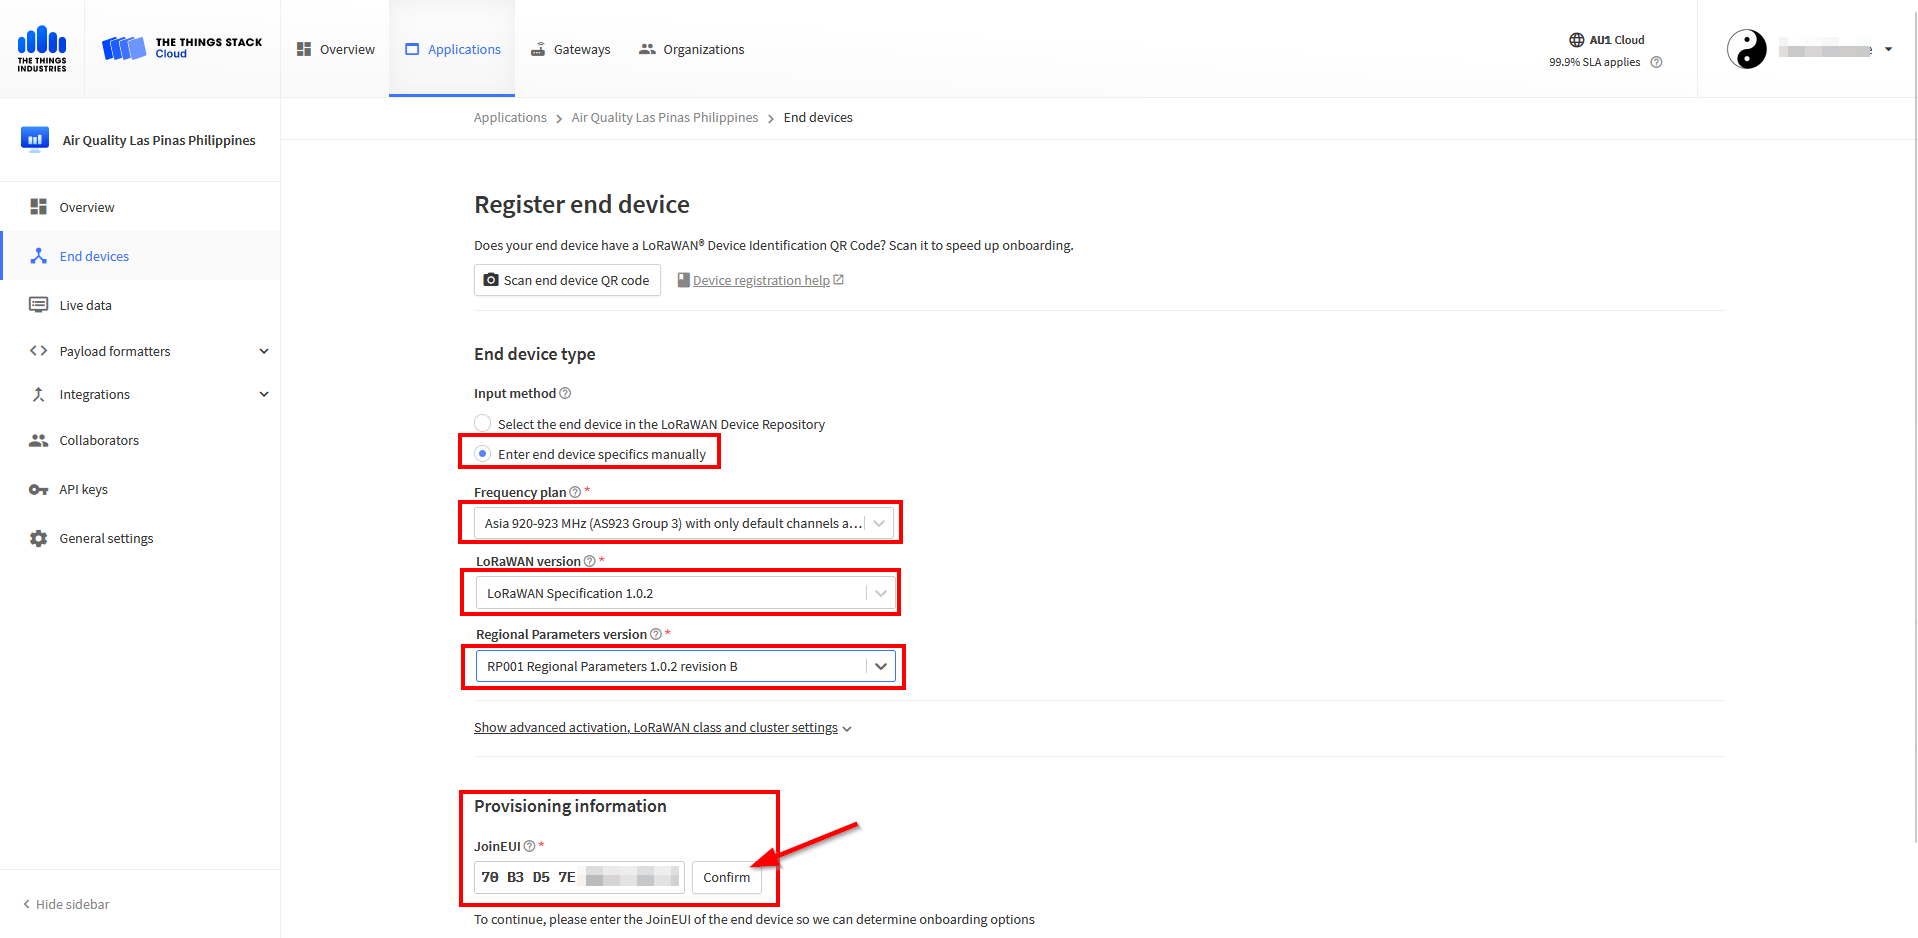 THE THINGS INDUSTRIES
THE THINGS STACK
Cloud
Overview
Applications
Gateways
Organizations
AU1 Cloud
99.9% SLA applies
Air Quality Las Pinas Philippines
Overview
End devices
Live data
Payload formatters
Integrations
Collaborators
API keys
General settings
Hide sidebar
Applications > Air Quality Las Pinas Philippines > End devices
Register end device
Does your end device have a LoRaWAN® Device Identification QR Code? Scan it to speed up onboarding.
Scan end device QR code
Device registration help
End device type
Input method
Select the end device in the LoRaWAN Device Repository
Enter end device specifics manually
Frequency plan *
Asia 920-923 MHz (AS923 Group 3) with only default channels a...
LoRaWAN version *
LoRaWAN Specification 1.0.2
Regional Parameters version *
RP001 Regional Parameters 1.0.2 revision B
Show advanced activation, LoRaWAN class and cluster settings
Provisioning information
JoinEUI *
70 B3 D5 7E
Confirm
To continue, please enter the JoinEUI of the end device so we can determine onboarding options